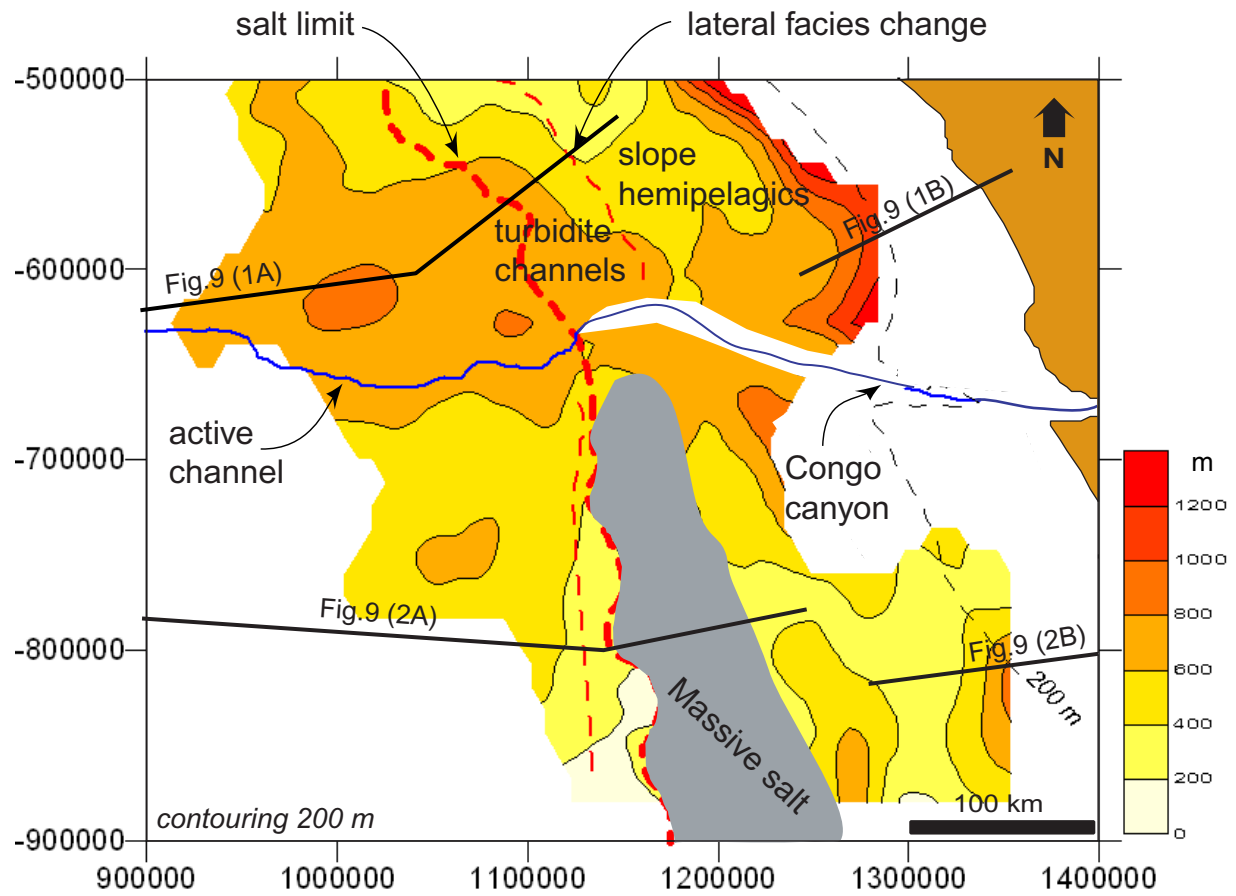 salt limit
lateral facies change
-500000
-600000
-700000
-800000
-900000
N
slope
hemipelagics
turbidite
channels
Fig.9 (1A)
Fig.9 (1B)
active
channel
Congo
canyon
Fig.9 (2A)
Fig.9 (2B)
200 m
Massive salt
contouring 200 m
100 km
m
1200
1000
800
600
400
200
0
900000
1000000
1100000
1200000
1300000
1400000